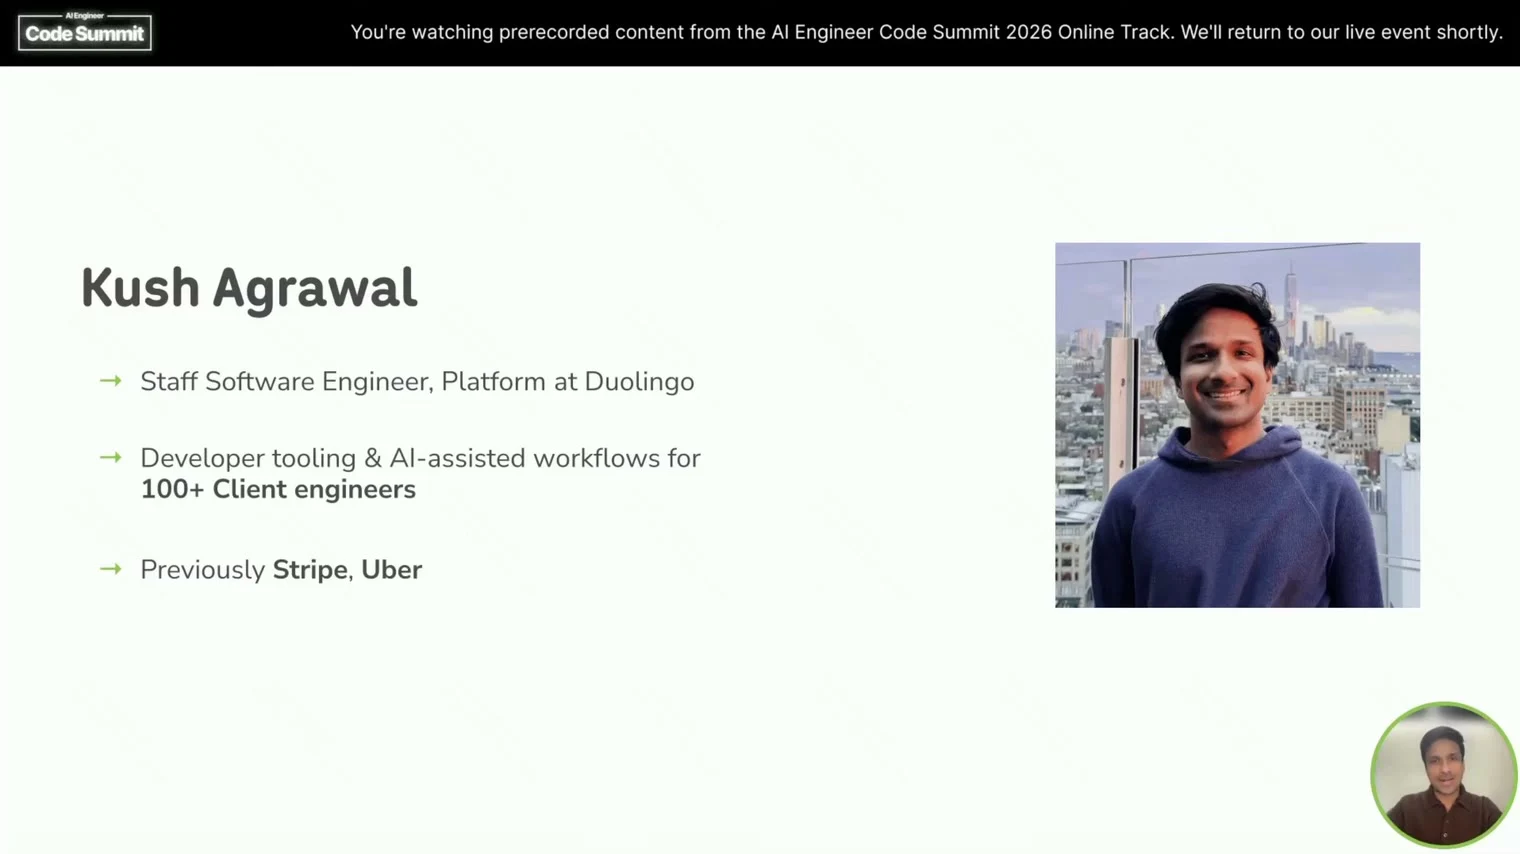 AI Engineer
Code Summit
You're watching prerecorded content from the AI Engineer Code Summit 2026 Online Track. We'll return to our live event shortly.
Kush Agrawal
→ Staff Software Engineer, Platform at Duolingo
→ Developer tooling & AI-assisted workflows for
100+ Client engineers
→ Previously Stripe, Uber